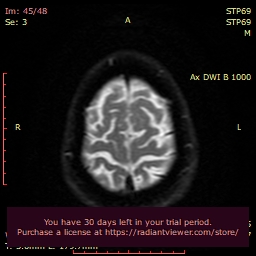 Im: 45/48
Se: 3
A
STP69
STP69
M
Ax DWI B 1000
R
L
You have 30 days left in your trial period.
Purchase a license at https://radiantviewer.com/store/